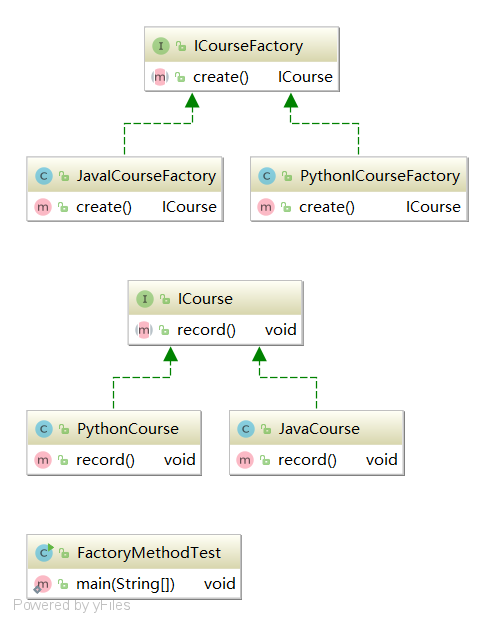 ICourseFactory
create() ICourse
JavaICourseFactory
create() ICourse
PythonICourseFactory
create() ICourse
ICourse
record() void
PythonCourse
record() void
JavaCourse
record() void
FactoryMethodTest
main(String[]) void
Powered by yFiles